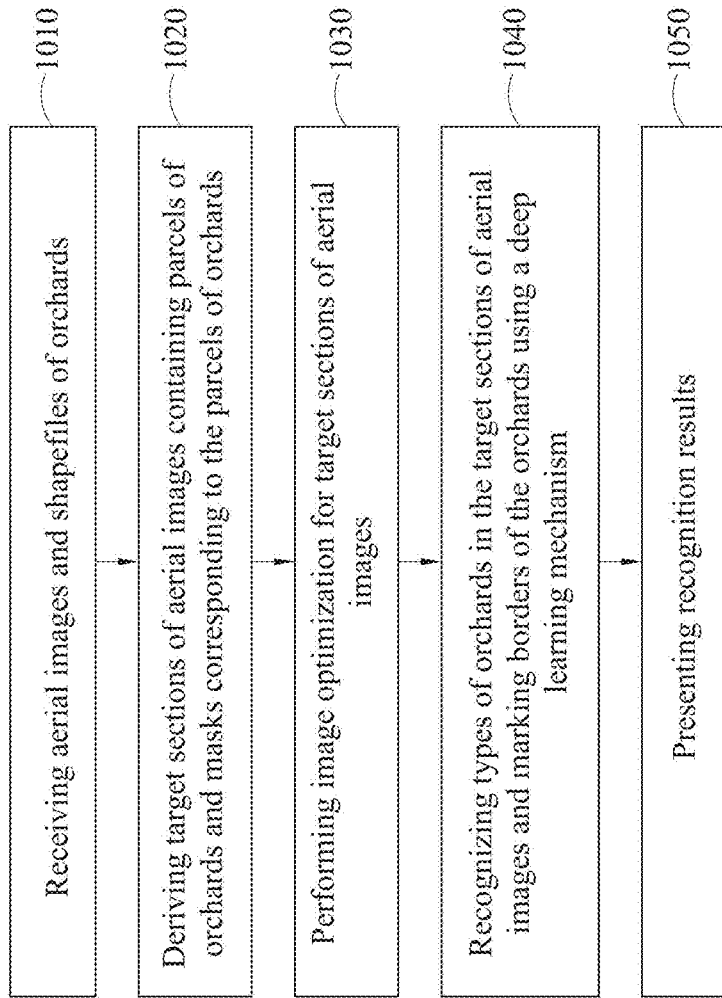 Receiving aerial images and shapefiles of orchards
1010
Deriving target sections of aerial images containing parcels of
orchards and masks corresponding to the parcels of orchards
1020
Performing image optimization for target sections of aerial
images
1030
Recognizing types of orchards in the target sections of aerial
images and marking borders of the orchards using a deep
learning mechanism
1040
Presenting recognition results
1050